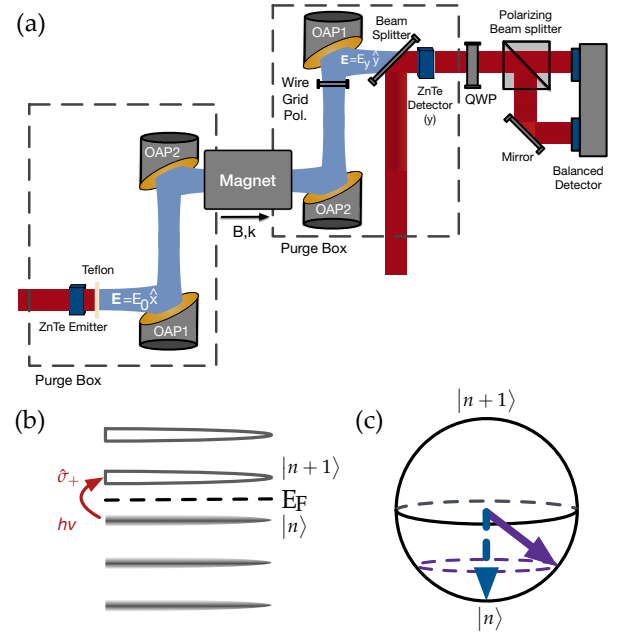 (a)
OAP1
Beam
Splitter
Polarizing
Beam splitter
E=E_y ŷ
Wire
Grid
Pol.
ZnTe
Detector
(y)
QWP
OAP2
Magnet
Mirror
Balanced
Detector
B,k
OAP2
Purge Box
Teflon
E=E₀x̂
ZnTe Emitter
OAP1
Purge Box
(b)
(c)
|n + 1⟩
|n + 1⟩
σ̂₊
E_F
hν
|n⟩
|n⟩